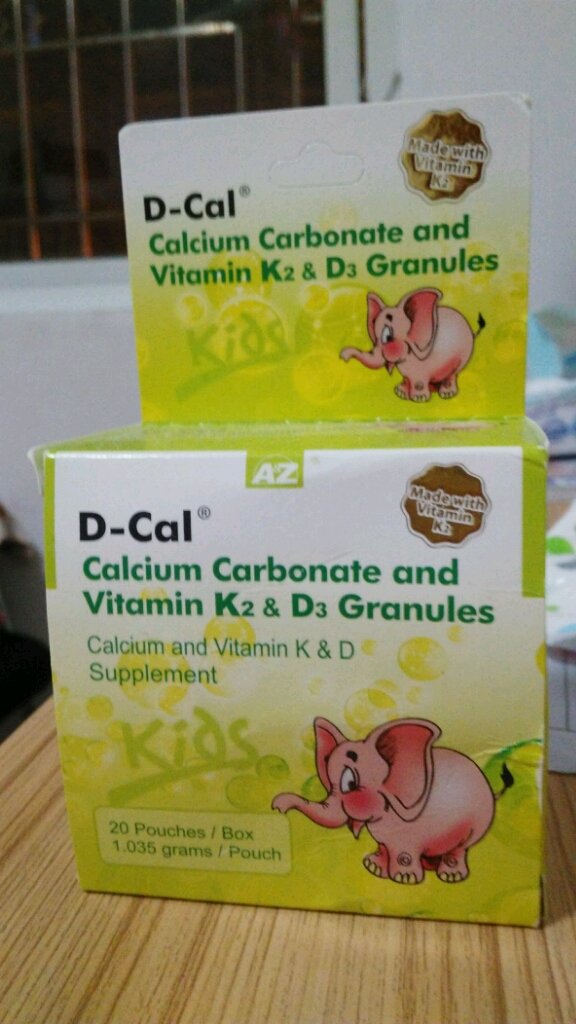 Made with
Vitamin
K2
D-Cal®
Calcium Carbonate and
Vitamin K2 & D3 Granules
Kids
AZ
Made with
Vitamin
K2
D-Cal®
Calcium Carbonate and
Vitamin K2 & D3 Granules
Calcium and Vitamin K & D
Supplement
Kids
20 Pouches / Box
1.035 grams / Pouch